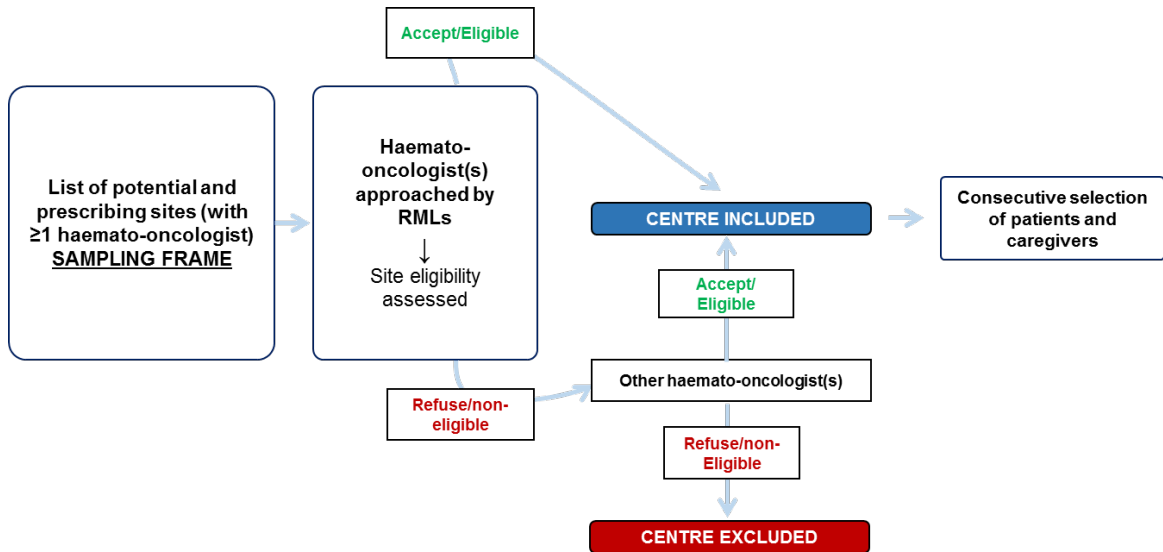 Accept/Eligible
List of potential and
prescribing sites (with
≥1 haemato-oncologist)
SAMPLING FRAME
Haemato-
oncologist(s)
approached by
RMLs
↓
Site eligibility
assessed
CENTRE INCLUDED
Consecutive selection
of patients and
caregivers
Accept/
Eligible
Other haemato-oncologist(s)
Refuse/non-
eligible
Refuse/non-
Eligible
CENTRE EXCLUDED